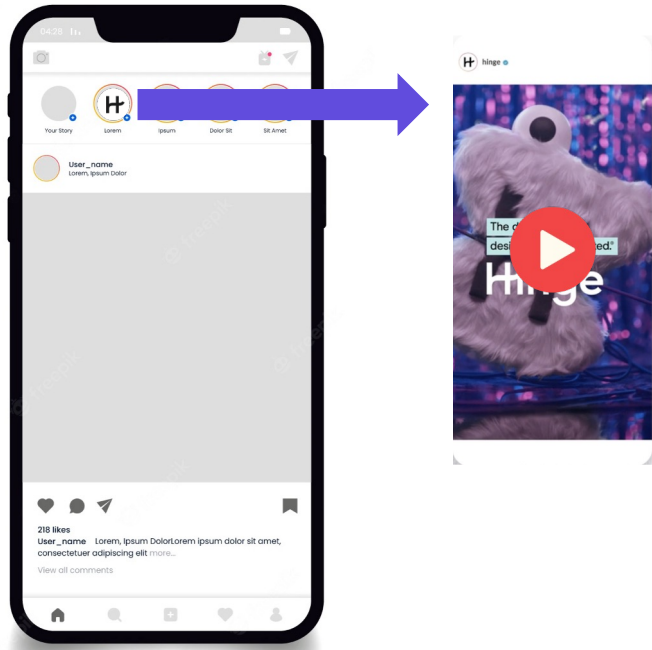 04:28
Your Story
Lorem
Ipsum
Dolor Sit
Sit Amet
User_name
Lorem, Ipsum Dolor
218 likes
User_name Lorem, Ipsum DolorLorem ipsum dolor sit amet,
consectetuer adipiscing elit more...
View all comments
hinge
The d
desi ed.®
Hinge
freepik